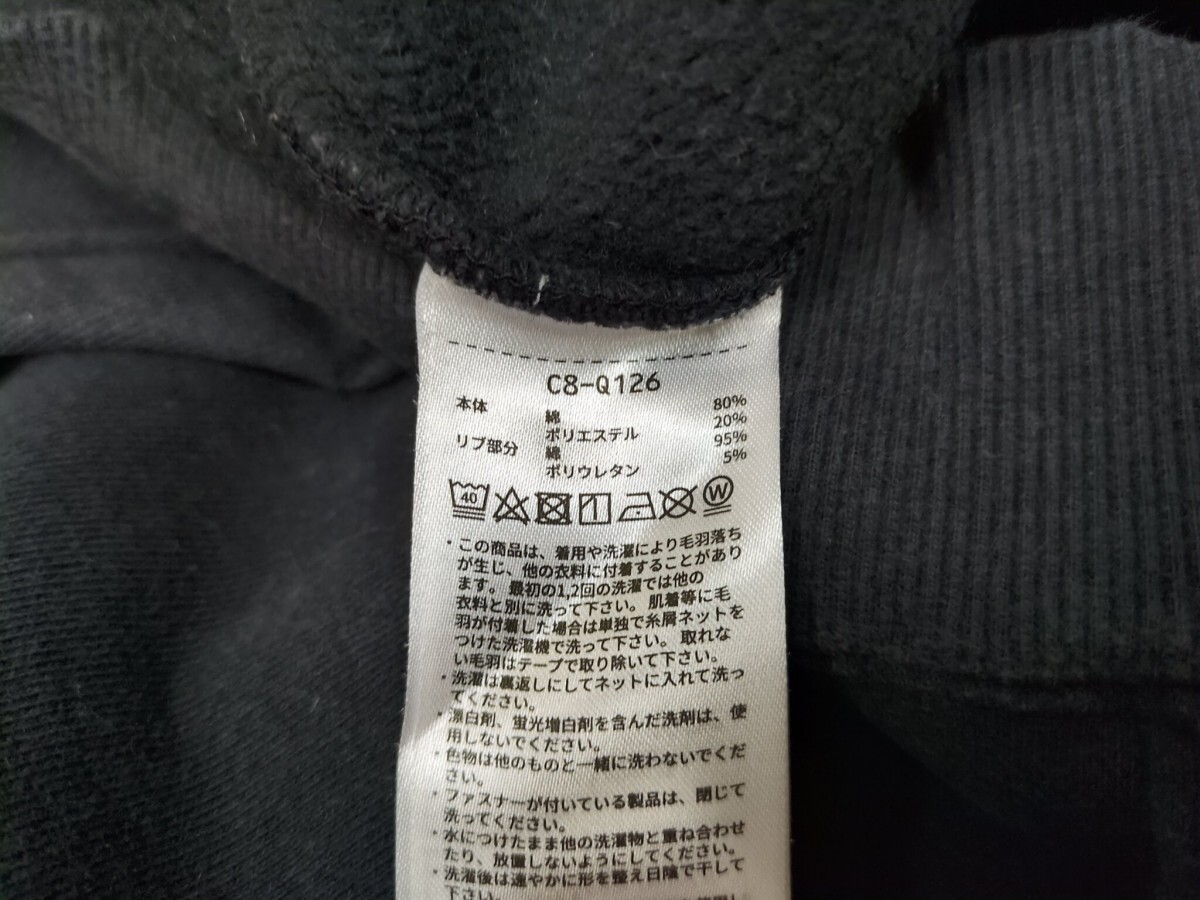 C8-Q126
本体 綿 80%
ポリエステル 20%
リブ部分 綿 95%
ポリウレタン 5%
40 W
・この商品は、着用や洗濯により毛羽落ち
が生じ、他の衣料に付着することがあり
ます。最初の1,2回の洗濯では他の
衣料と別に洗って下さい。肌着等に毛
羽が付着した場合は単独で糸屑ネットを
つけた洗濯機で洗って下さい。取れな
い毛羽はテープで取り除いて下さい。
・洗濯は裏返しにしてネットに入れて洗っ
てください。
・漂白剤、蛍光増白剤を含んだ洗剤は、使
用しないでください。
・色物は他のものと一緒に洗わないでくだ
さい。
・ファスナーが付いている製品は、閉じて
洗ってください。
・水につけたまま他の洗濯物と重ね合わせ
たり、放置しないようにしてください。
・洗濯後は速やかに形を整え日陰で干して
下さい。